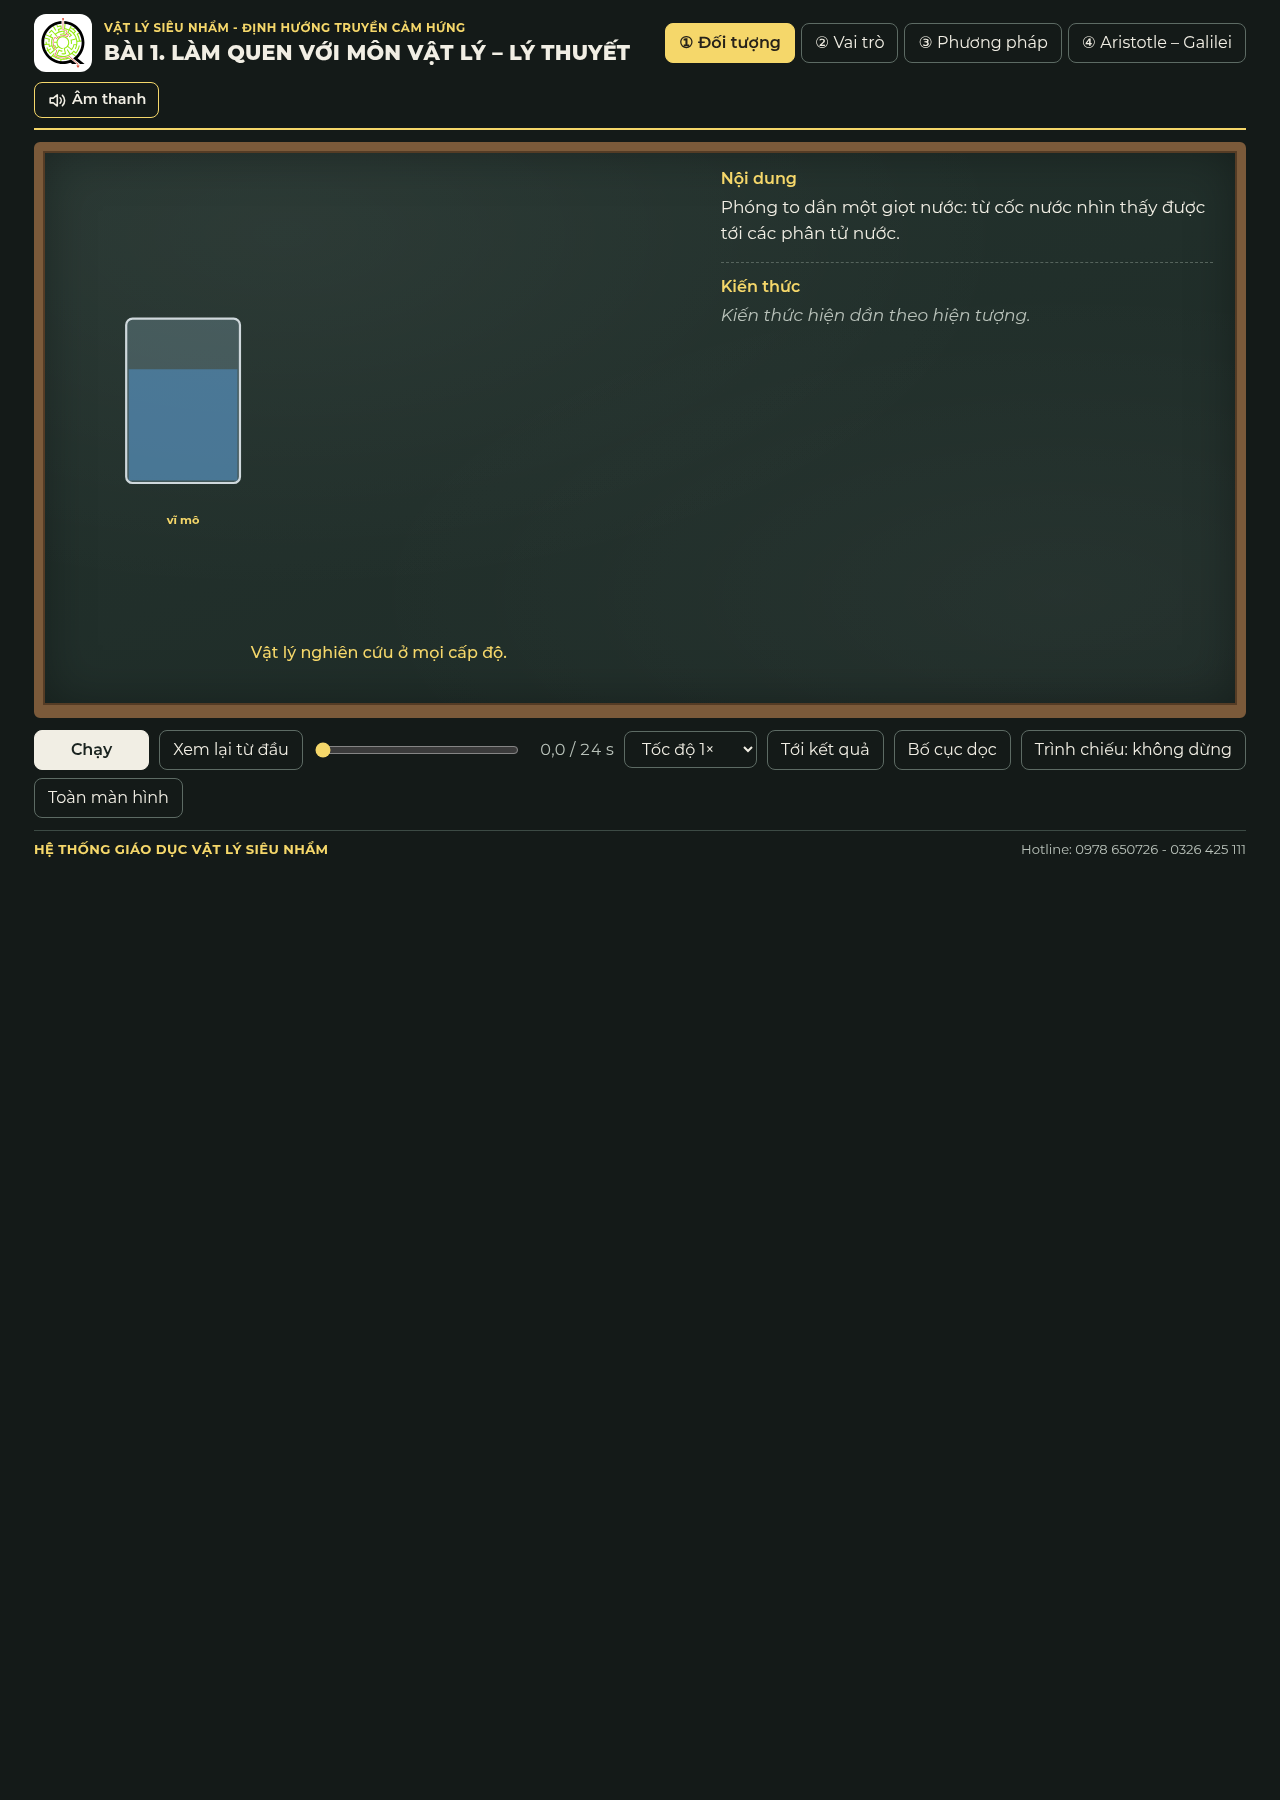 VẬT LÝ SIÊU NHẨM - ĐỊNH HƯỚNG TRUYỀN CẢM HỨNG
BÀI 1. LÀM QUEN VỚI MÔN VẬT LÝ – LÝ THUYẾT
① Đối tượng
② Vai trò
③ Phương pháp
④ Aristotle – Galilei
Âm thanh
Nội dung
Phóng to dần một giọt nước: từ cốc nước nhìn thấy được
tới các phân tử nước.
Kiến thức
Kiến thức hiện dần theo hiện tượng.
vĩ mô
Vật lý nghiên cứu ở mọi cấp độ.
Chạy
Xem lại từ đầu
0,0 / 24 s
Tốc độ 1×
Tới kết quả
Bố cục dọc
Trình chiếu: không dừng
Toàn màn hình
HỆ THỐNG GIÁO DỤC VẬT LÝ SIÊU NHẨM
Hotline: 0978 650726 - 0326 425 111